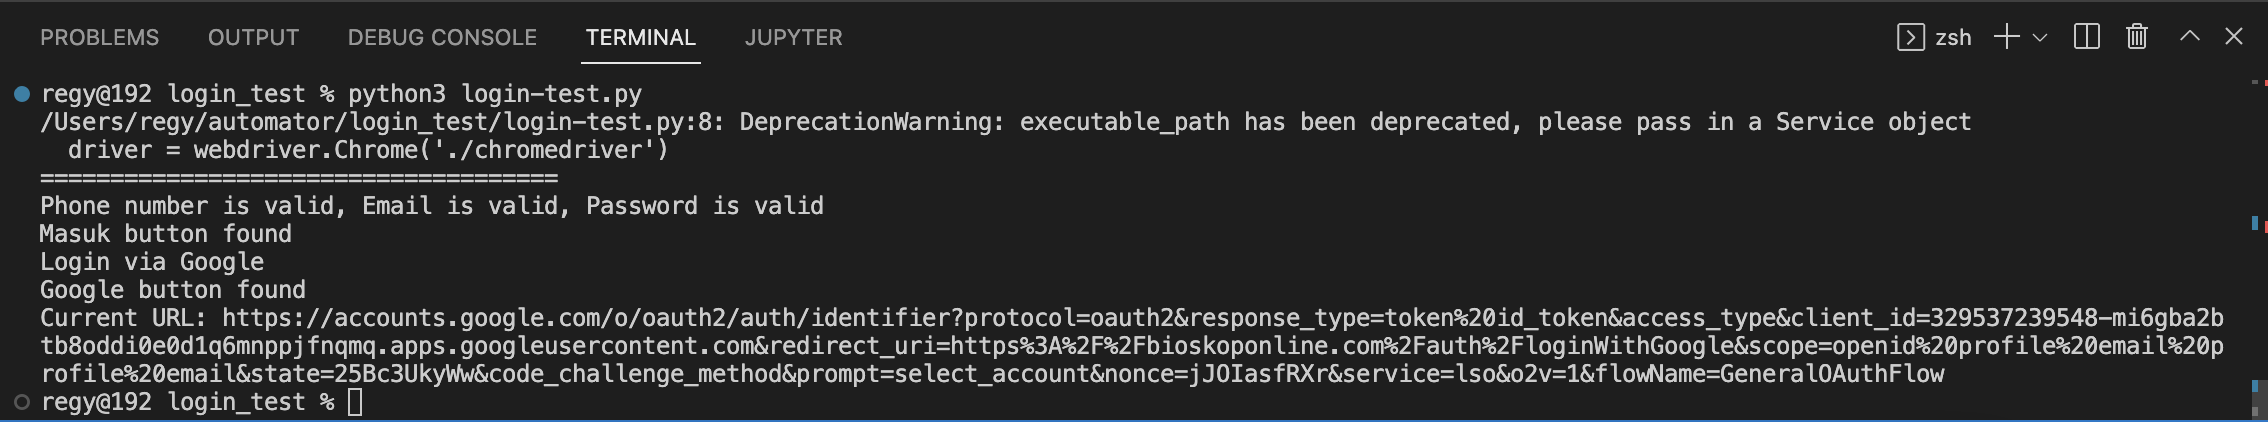 PROBLEMS OUTPUT DEBUG CONSOLE TERMINAL JUPYTER zsh
regy@192 login_test % python3 login-test.py
/Users/regy/automator/login_test/login-test.py:8: DeprecationWarning: executable_path has been deprecated, please pass in a Service object
driver = webdriver.Chrome('./chromedriver')
=====================================
Phone number is valid, Email is valid, Password is valid
Masuk button found
Login via Google
Google button found
Current URL: https://accounts.google.com/o/oauth2/auth/identifier?protocol=oauth2&response_type=token%20id_token&access_type&client_id=329537239548-mi6gba2b
tb8oddi0e0d1q6mnppjfnqmq.apps.googleusercontent.com&redirect_uri=https%3A%2F%2Fbioskoponline.com%2Fauth%2FloginWithGoogle&scope=openid%20profile%20email%20p
rofile%20email&state=25Bc3UkyWw&code_challenge_method&prompt=select_account&nonce=jJOIasfRXr&service=lso&o2v=1&flowName=GeneralOAuthFlow
regy@192 login_test %